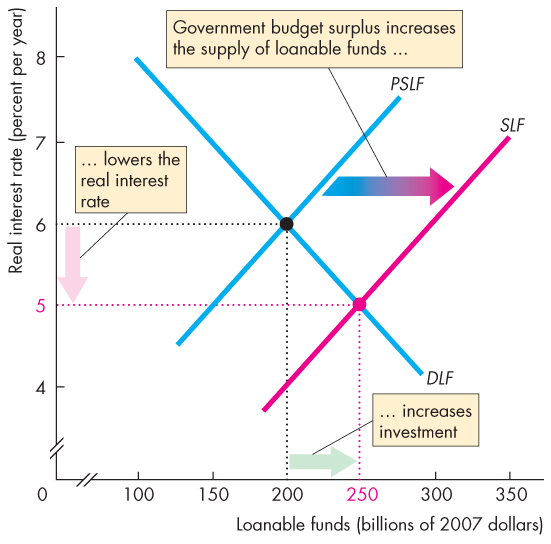 Real interest rate (percent per year)
Government budget surplus increases
the supply of loanable funds ...
8
PSLF
SLF
7
... lowers the
real interest
rate
6
5
4
DLF
... increases
investment
0
100
150
200
250
300
350
Loanable funds (billions of 2007 dollars)